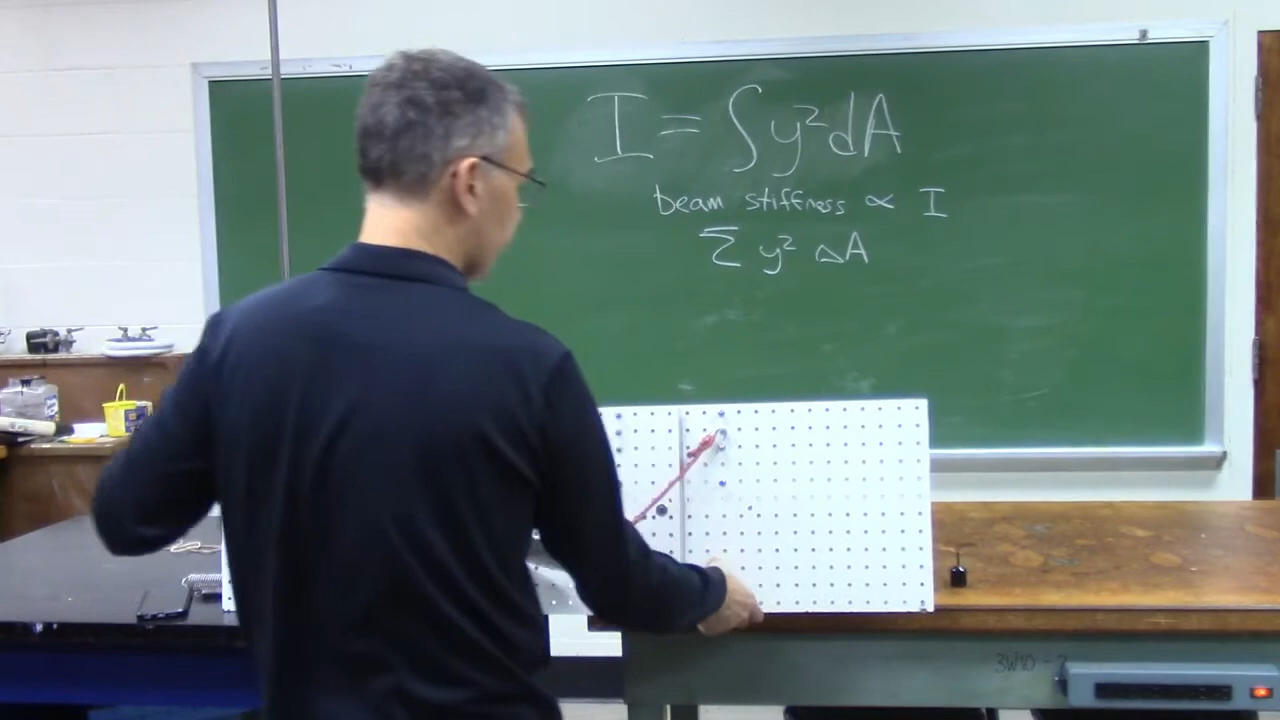 I = ∫y²dA
beam stiffness ∝ I
Σ y² ΔA